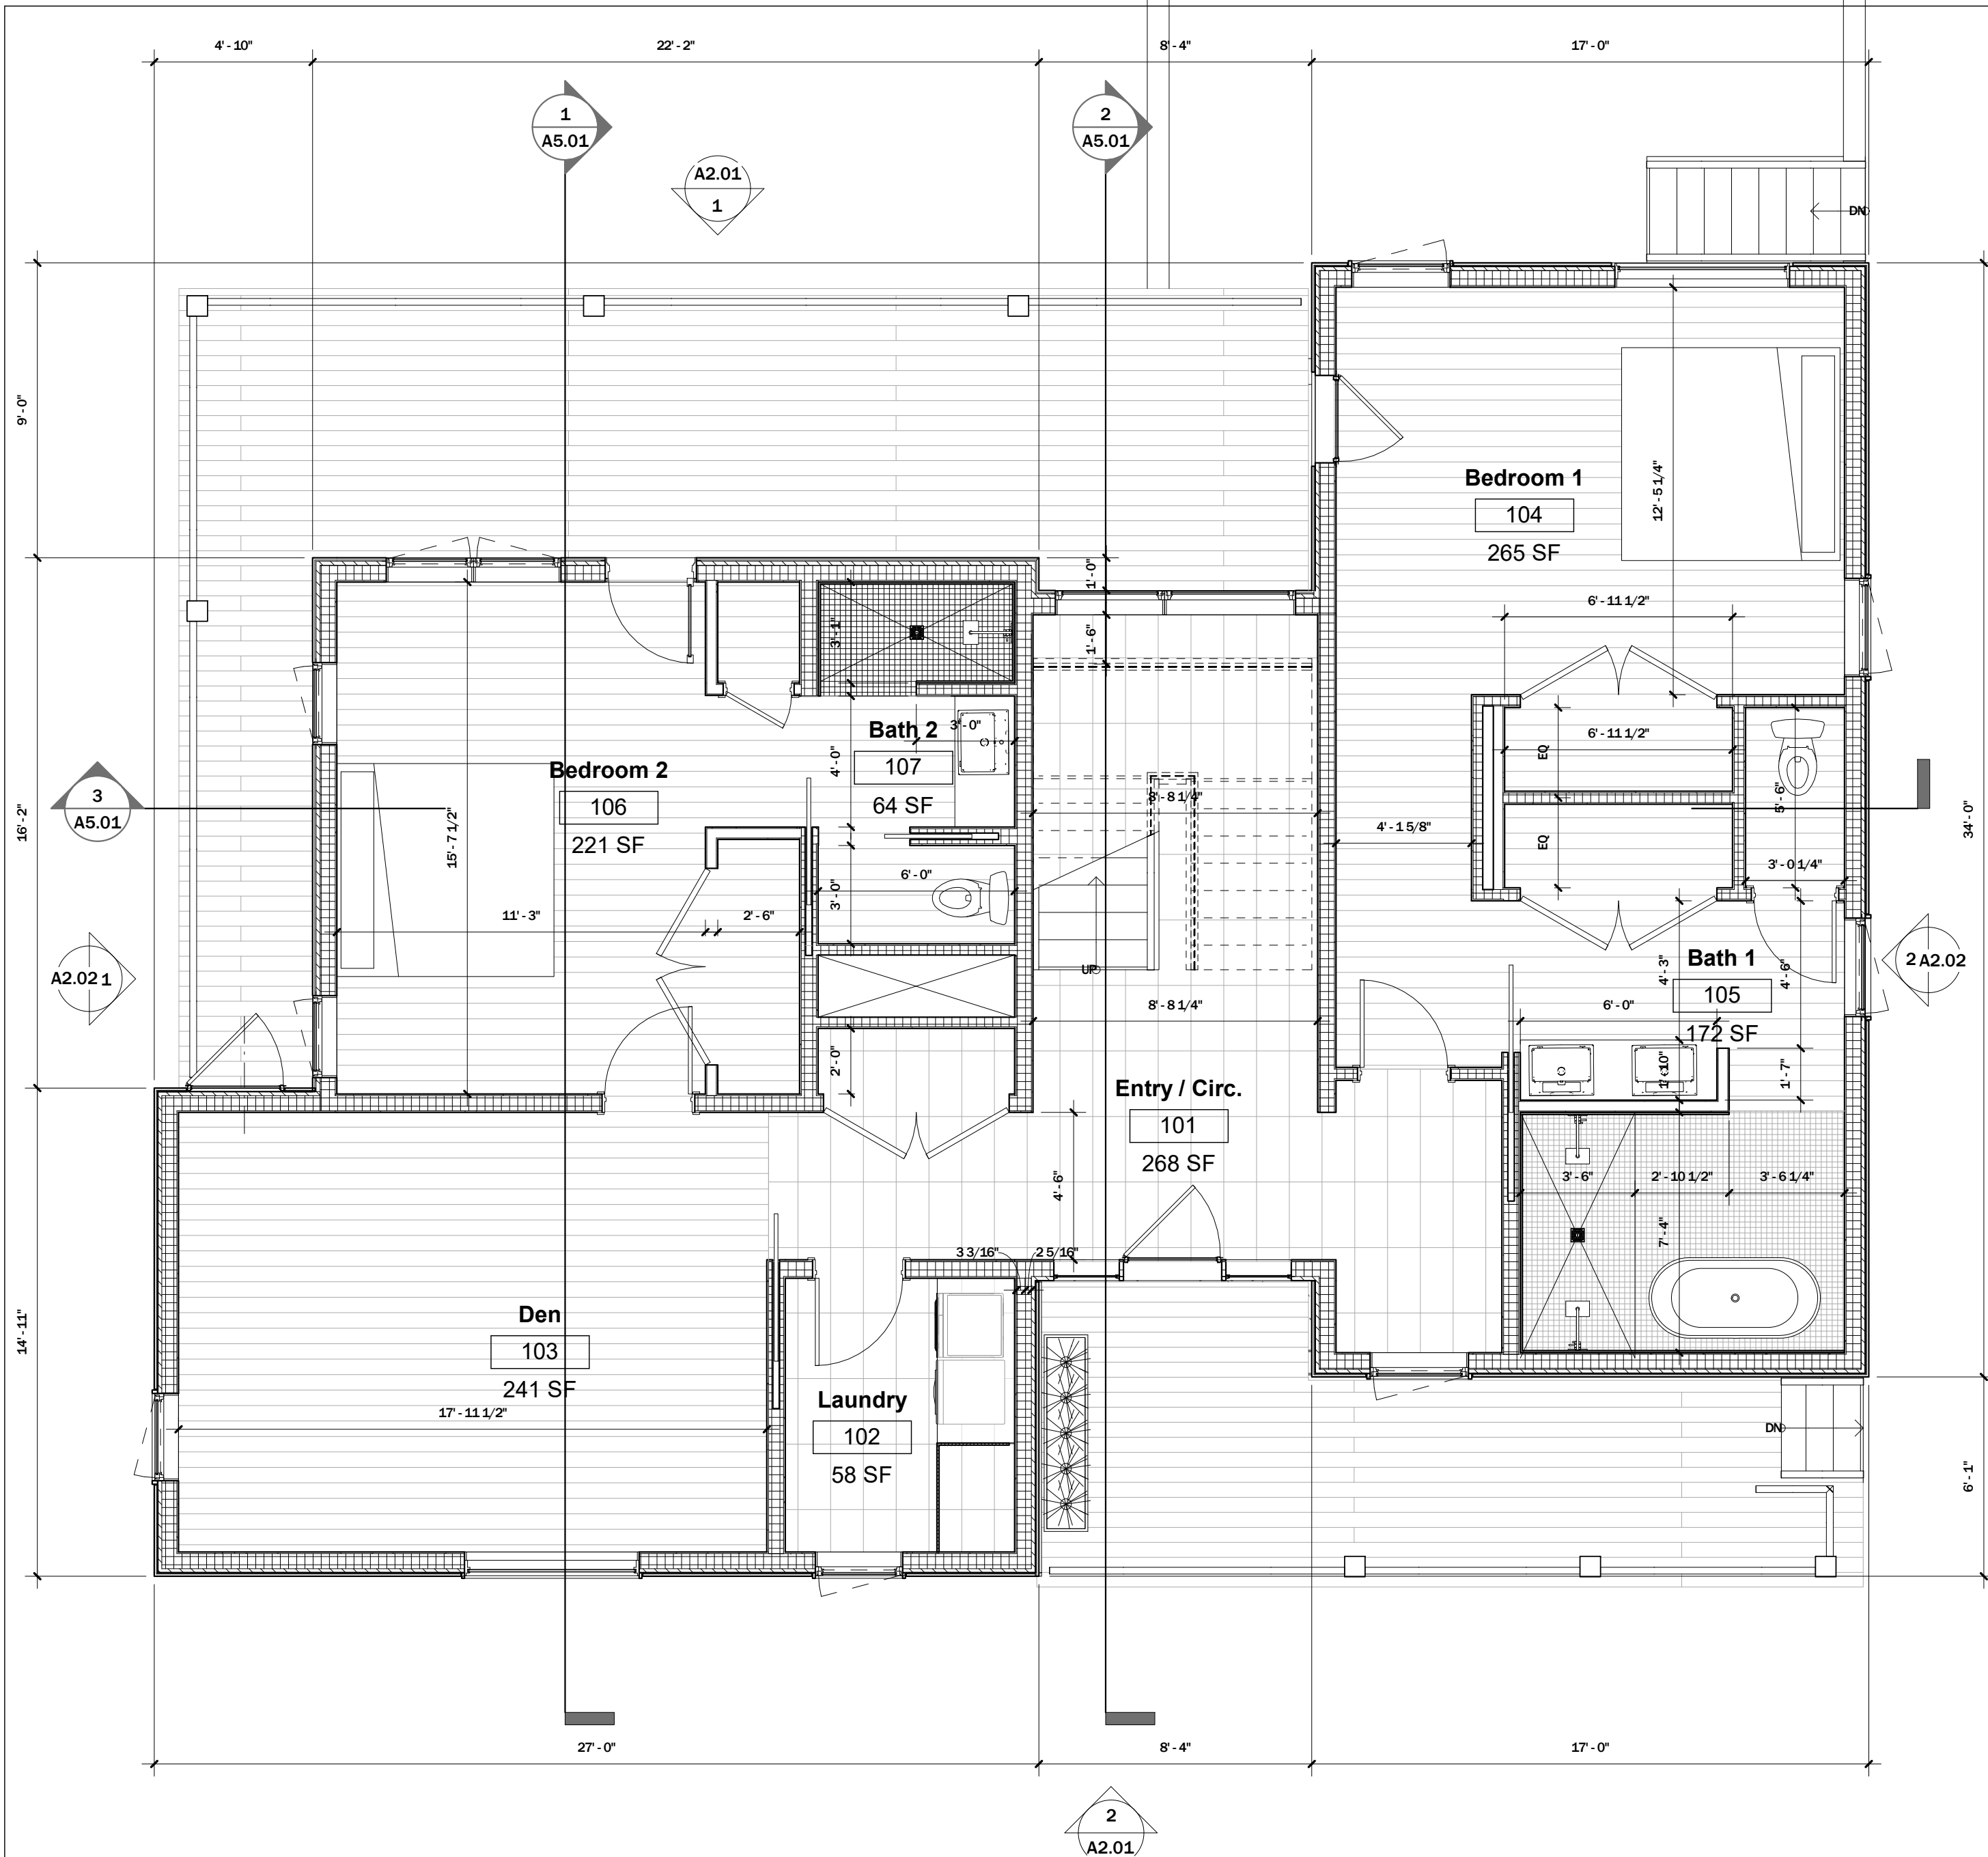 4'-10"
22'-2"
8'-4"
17'-0"
1
A5.01
2
A5.01
A2.01
1
DN
9'-0"
Bedroom 1
104
265 SF
12'-5 1/4"
1'-0"
6'-11 1/2"
3'-1"
1'-6"
Bath 2
3'-0"
107
64 SF
4'-0"
6'-11 1/2"
EQ
Bedroom 2
106
221 SF
3
A5.01
16'-2"
15'-7 1/2"
8'-8 1/4"
5'-6"
34'-0"
4'-1 5/8"
EQ
3'-0 1/4"
6'-0"
3'-0"
11'-3"
2'-6"
UP
Bath 1
105
172 SF
4'-3"
4'-6"
6'-0"
2 A2.02
A2.02 1
8'-8 1/4"
2'-0"
1'-10"
1'-7"
Entry / Circ.
101
268 SF
4'-6"
3'-6"
2'-10 1/2"
3'-6 1/4"
7'-4"
3 3/16"
2 5/16"
Den
103
241 SF
17'-11 1/2"
14'-11"
Laundry
102
58 SF
DN
6'-1"
27'-0"
8'-4"
17'-0"
2
A2.01